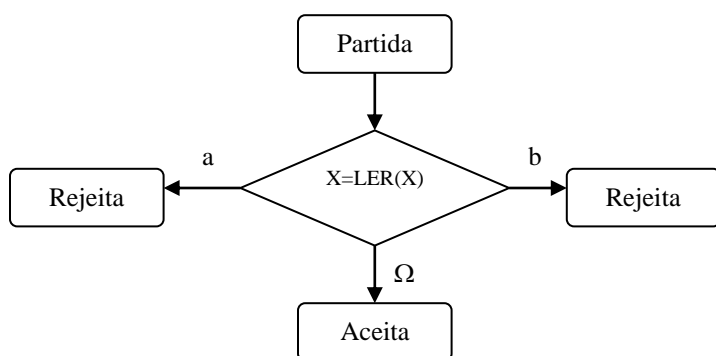 Partida
a
b
X=LER(X)
Rejeita
Rejeita
Ω
Aceita